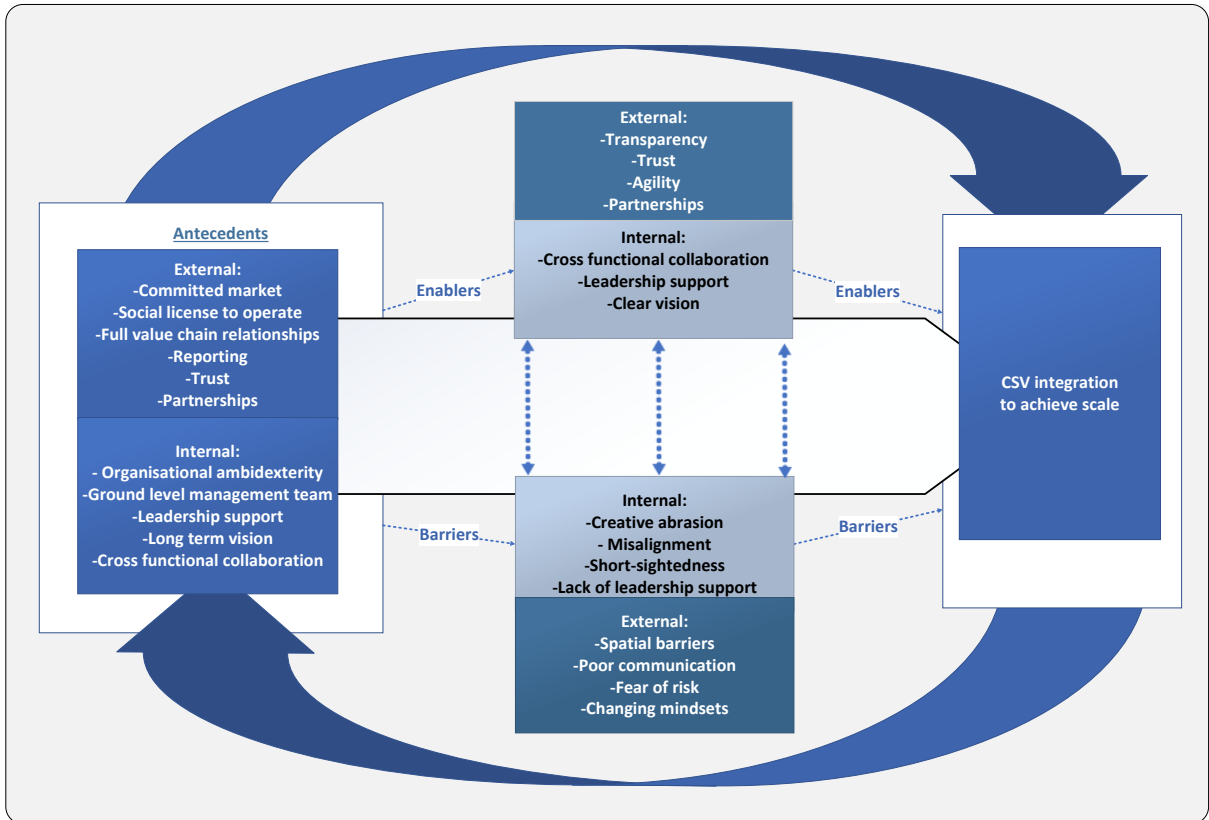 Antecedents
External:
-Committed market
-Social license to operate
-Full value chain relationships
-Reporting
-Trust
-Partnerships
Internal:
- Organisational ambidexterity
-Ground level management team
-Leadership support
-Long term vision
-Cross functional collaboration
Enablers
Barriers
External:
-Transparency
-Trust
-Agility
-Partnerships
Internal:
-Cross functional collaboration
-Leadership support
-Clear vision
Internal:
-Creative abrasion
- Misalignment
-Short-sightedness
-Lack of leadership support
External:
-Spatial barriers
-Poor communication
-Fear of risk
-Changing mindsets
Enablers
Barriers
CSV integration
to achieve scale